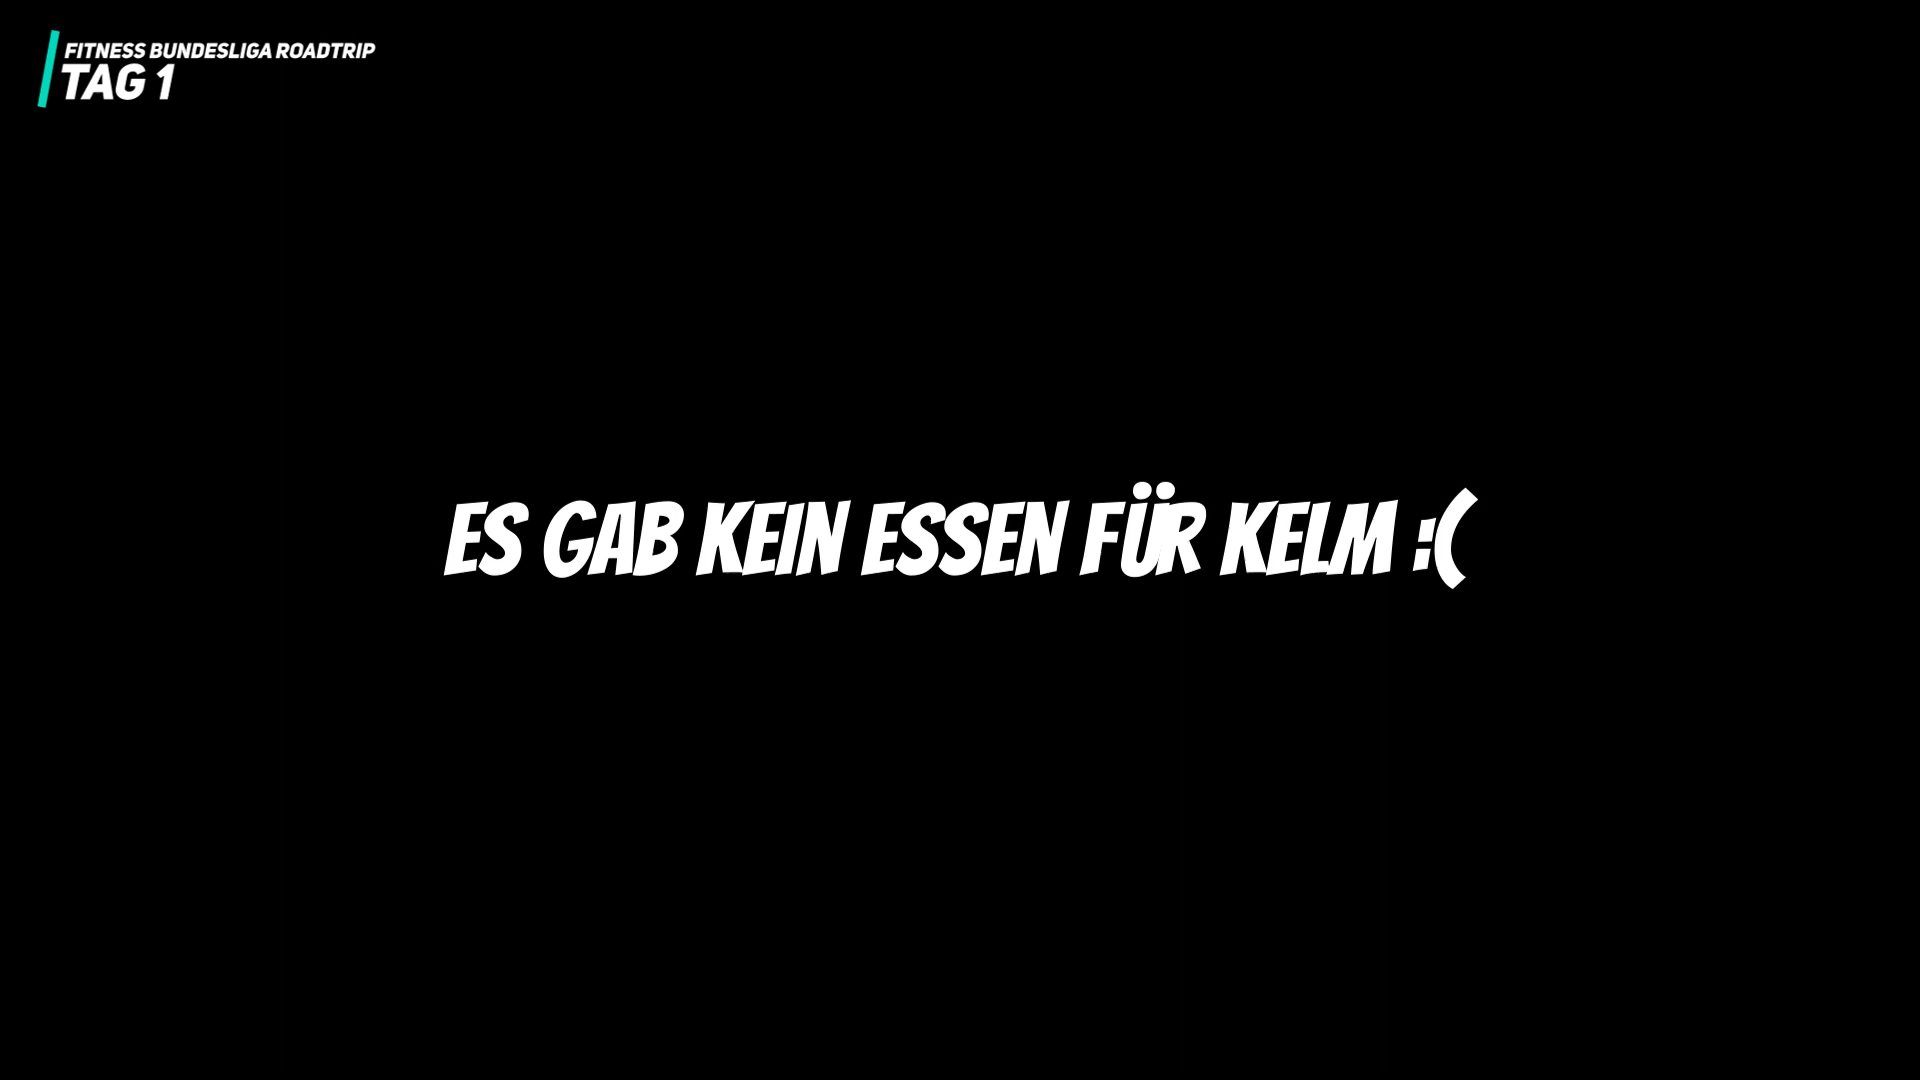 FITNESS BUNDESLIGA ROADTRIP
TAG 1
ES GAB KEIN ESSEN FÜR KELM :(